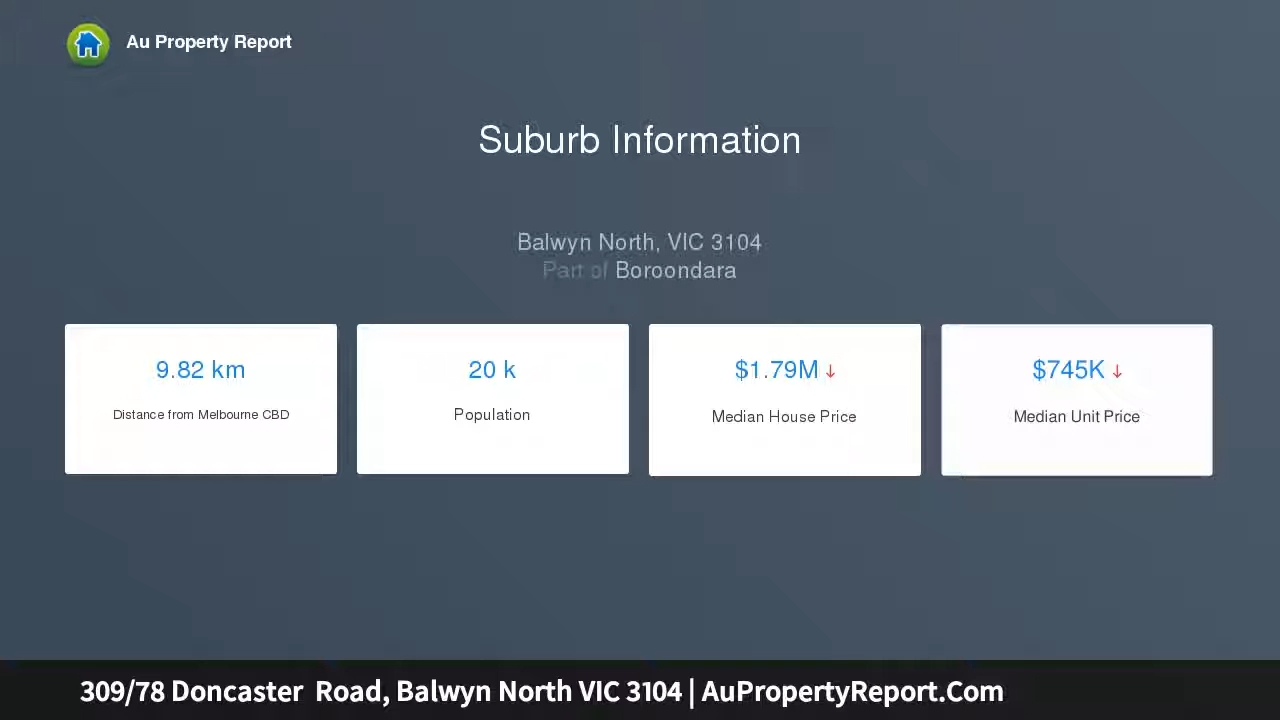 Au Property Report
Suburb Information
Balwyn North, VIC 3104
Part of Boroondara
9.82 km
Distance from Melbourne CBD
20 k
Population
$1.79M ↓
Median House Price
$745K ↓
Median Unit Price
309/78 Doncaster  Road, Balwyn North VIC 3104 | AuPropertyReport.Com